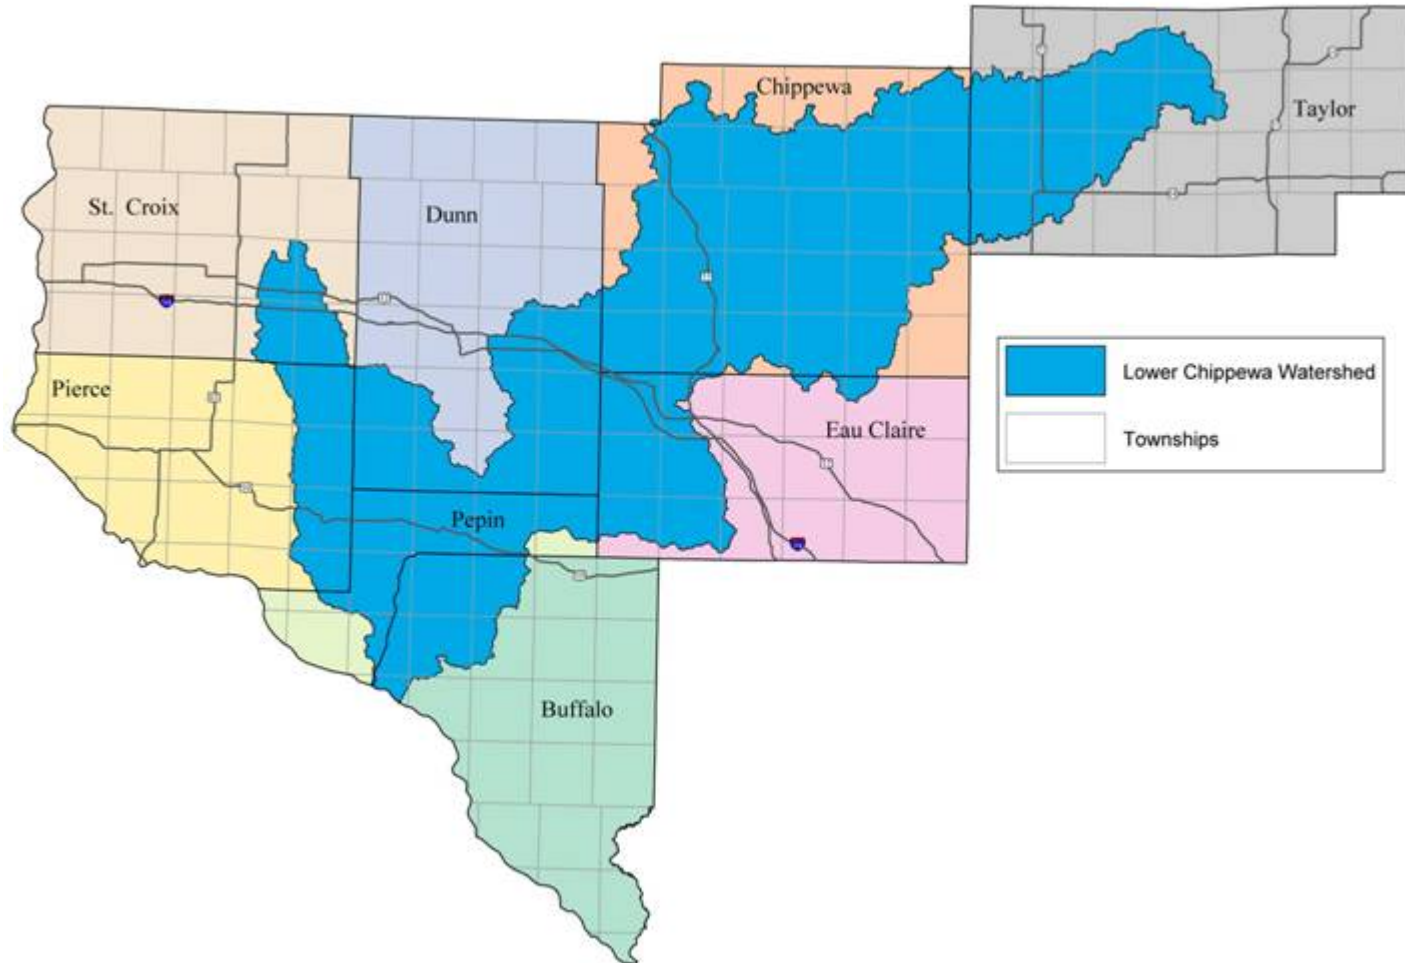 Chippewa
Taylor
St. Croix
Dunn
Lower Chippewa Watershed
Pierce
Townships
Eau Claire
Pepin
Buffalo